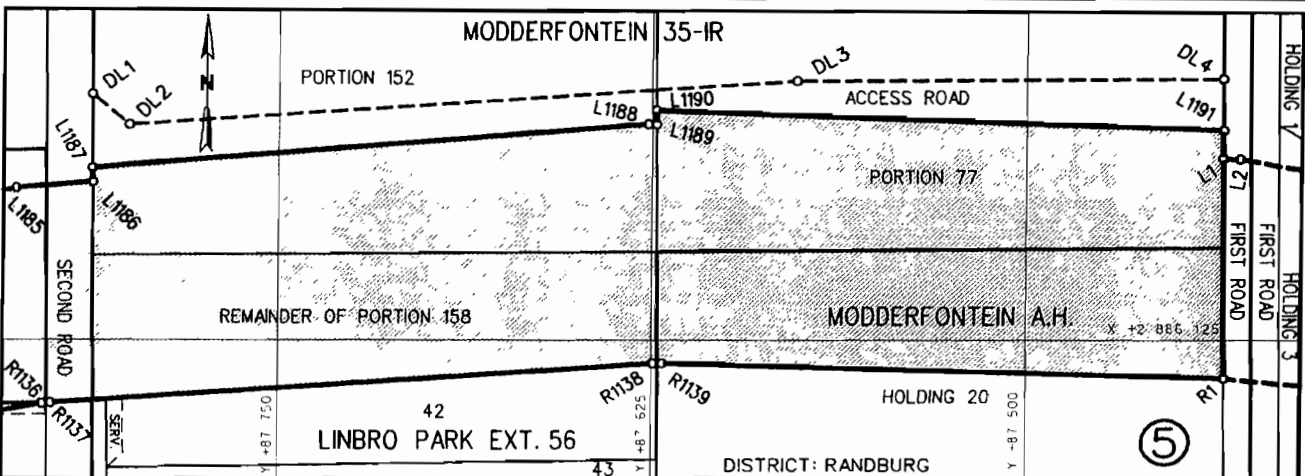 MODDERFONTEIN 35-IR
PORTION 152
N
DL1
DL2
DL3
DL4
L1187
L1188
L1190
L1189
ACCESS ROAD
L1191
HOLDING 1
L1185
L1186
PORTION 77
L1
27
SECOND ROAD
FIRST ROAD
FIRST ROAD
HOLDING 3
REMAINDER OF PORTION 158
MODDERFONTEIN A.H.
X +2 886 125
R1136
R1137
R1138
R1139
R1
HOLDING 20
SERV.
Y +87 750
42
LINBRO PARK EXT. 56
Y +87 625
Y +87 500
5
43
DISTRICT: RANDBURG